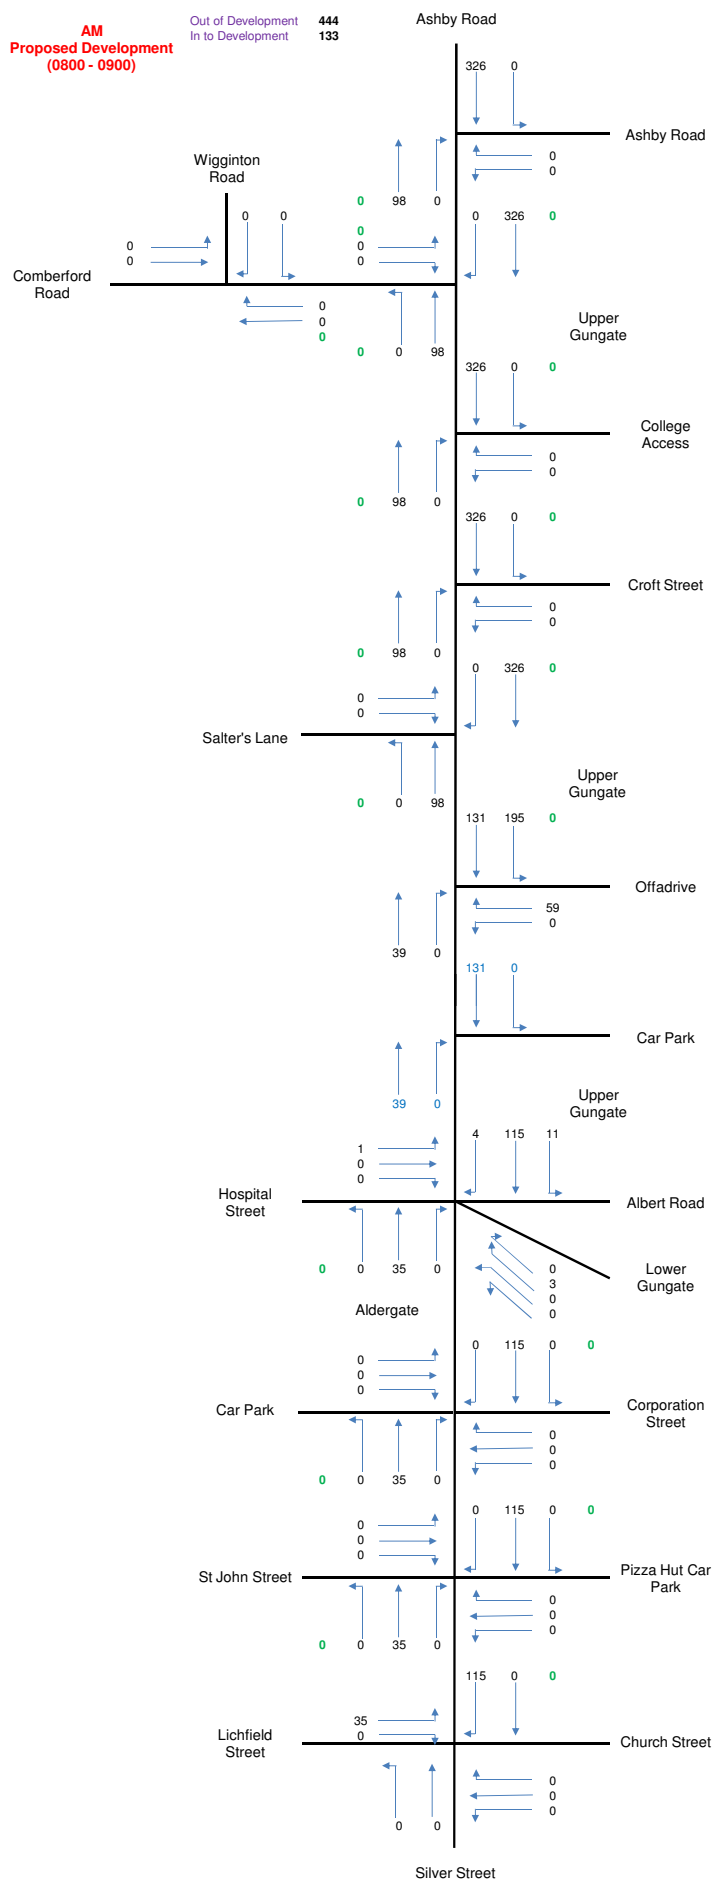 Ashby Road
Out of Development 444
In to Development 133
AM
Proposed Development
(0800 - 0900)
326 0
Ashby Road
0
0
Wigginton
Road
0 98 0
0 0
0 326 0
0
0
0
0
0
Comberford
Road
0
0
0
Upper
Gungate
0 0 98
326 0 0
College
Access
0
0
0 98 0
326 0 0
Croft Street
0
0
0 98 0
0 326 0
0
0
Salter's Lane
Upper
Gungate
0 0 98
131 195 0
Offadrive
59
0
39 0
131 0
Car Park
39 0
Upper
Gungate
4 115 11
1
0
0
Hospital
Street
Albert Road
0 0 35 0
0
3
0
0
Lower
Gungate
Aldergate
0 115 0 0
0
0
0
Car Park
Corporation
Street
0
0
0
0 0 35 0
0 115 0 0
0
0
0
St John Street
Pizza Hut Car
Park
0
0
0
0 0 35 0
115 0 0
35
0
Lichfield
Street
Church Street
0
0
0
0 0
Silver Street